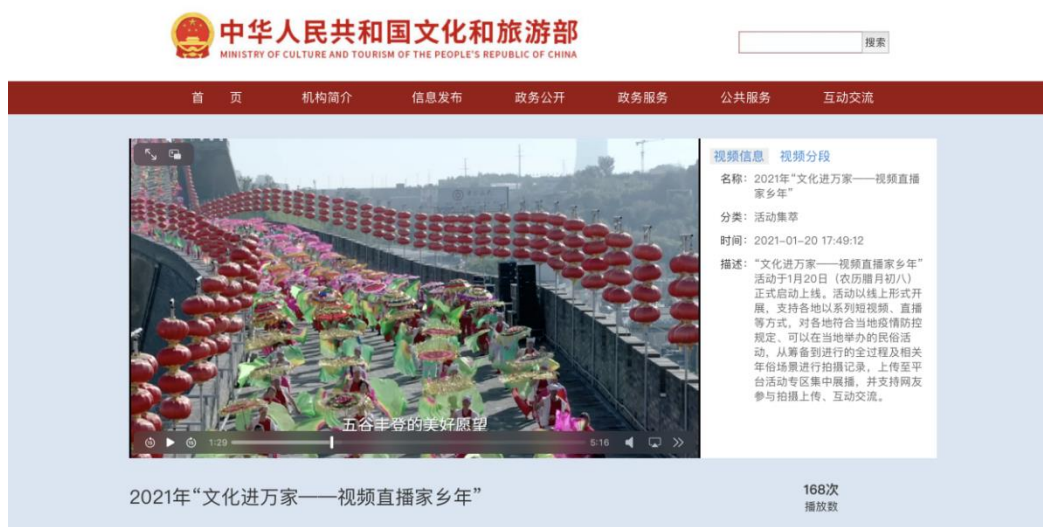 中华人民共和国文化和旅游部
MINISTRY OF CULTURE AND TOURISM OF THE PEOPLE'S REPUBLIC OF CHINA
搜索
首 页 机构简介 信息发布 政务公开 政务服务 公共服务 互动交流
视频信息 视频分段
名称： 2021年“文化进万家——视频直播
家乡年”
分类： 活动集萃
时间： 2021-01-20 17:49:12
描述： “文化进万家——视频直播家乡年”
活动于1月20日（农历腊月初八）
正式启动上线。活动以线上形式开
展，支持各地以系列短视频、直播
等方式，对各地符合当地疫情防控
规定、可以在当地举办的民俗活
动，从筹备到进行的全过程及相关
年俗场景进行拍摄记录，上传至平
台活动专区集中展播，并支持网友
参与拍摄上传、互动交流。
五谷丰登的美好愿望
1:29 5:16
2021年“文化进万家——视频直播家乡年”
168次
播放数